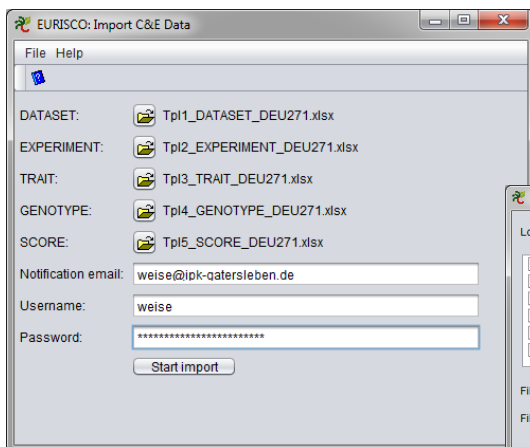 EURISCO: Import C&E Data
File Help
DATASET: Tpl1_DATASET_DEU271.xlsx
EXPERIMENT: Tpl2_EXPERIMENT_DEU271.xlsx
TRAIT: Tpl3_TRAIT_DEU271.xlsx
GENOTYPE: Tpl4_GENOTYPE_DEU271.xlsx
SCORE: Tpl5_SCORE_DEU271.xlsx
Notification email: weise@ipk-gatersleben.de
Username: weise
Password: ************************
Start import